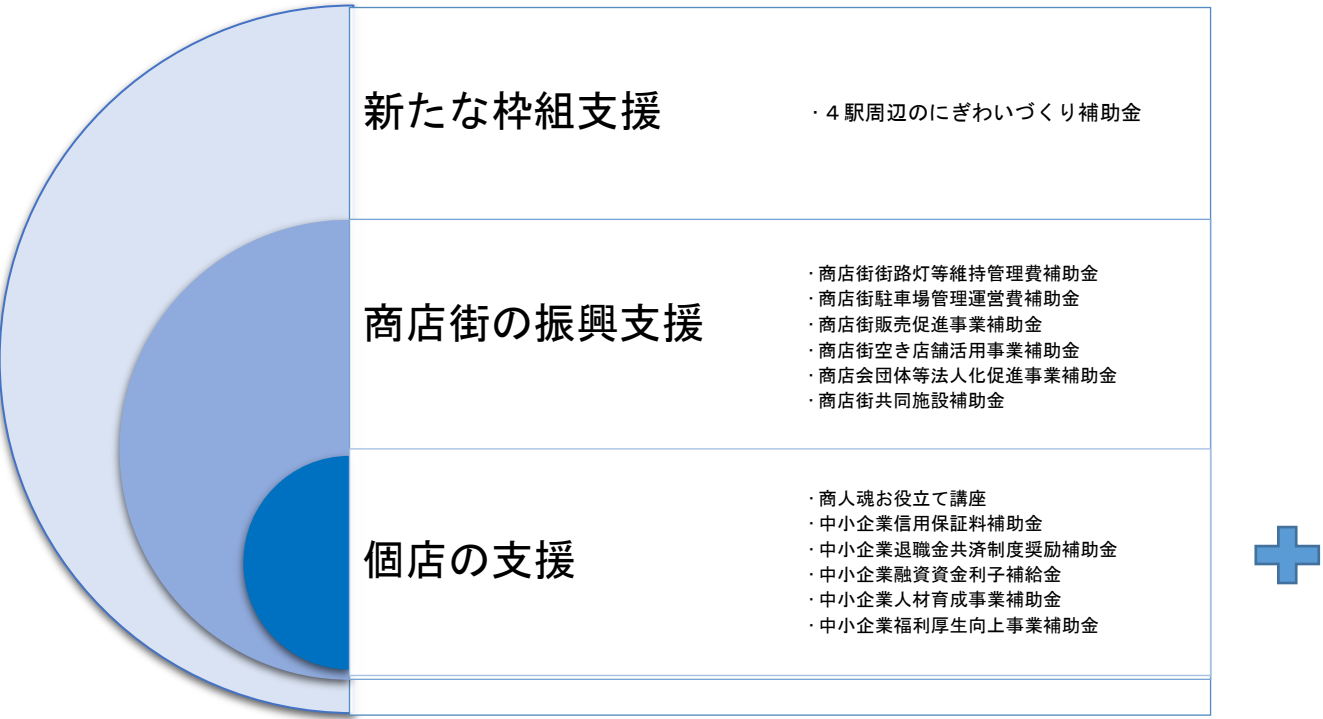 新たな枠組支援
・４駅周辺のにぎわいづくり補助金
商店街の振興支援
・商店街街路灯等維持管理費補助金
・商店街駐車場管理運営費補助金
・商店街販売促進事業補助金
・商店街空き店舗活用事業補助金
・商店会団体等法人化促進事業補助金
・商店街共同施設補助金
個店の支援
・商人魂お役立て講座
・中小企業信用保証料補助金
・中小企業退職金共済制度奨励補助金
・中小企業融資資金利子補給金
・中小企業人材育成事業補助金
・中小企業福利厚生向上事業補助金